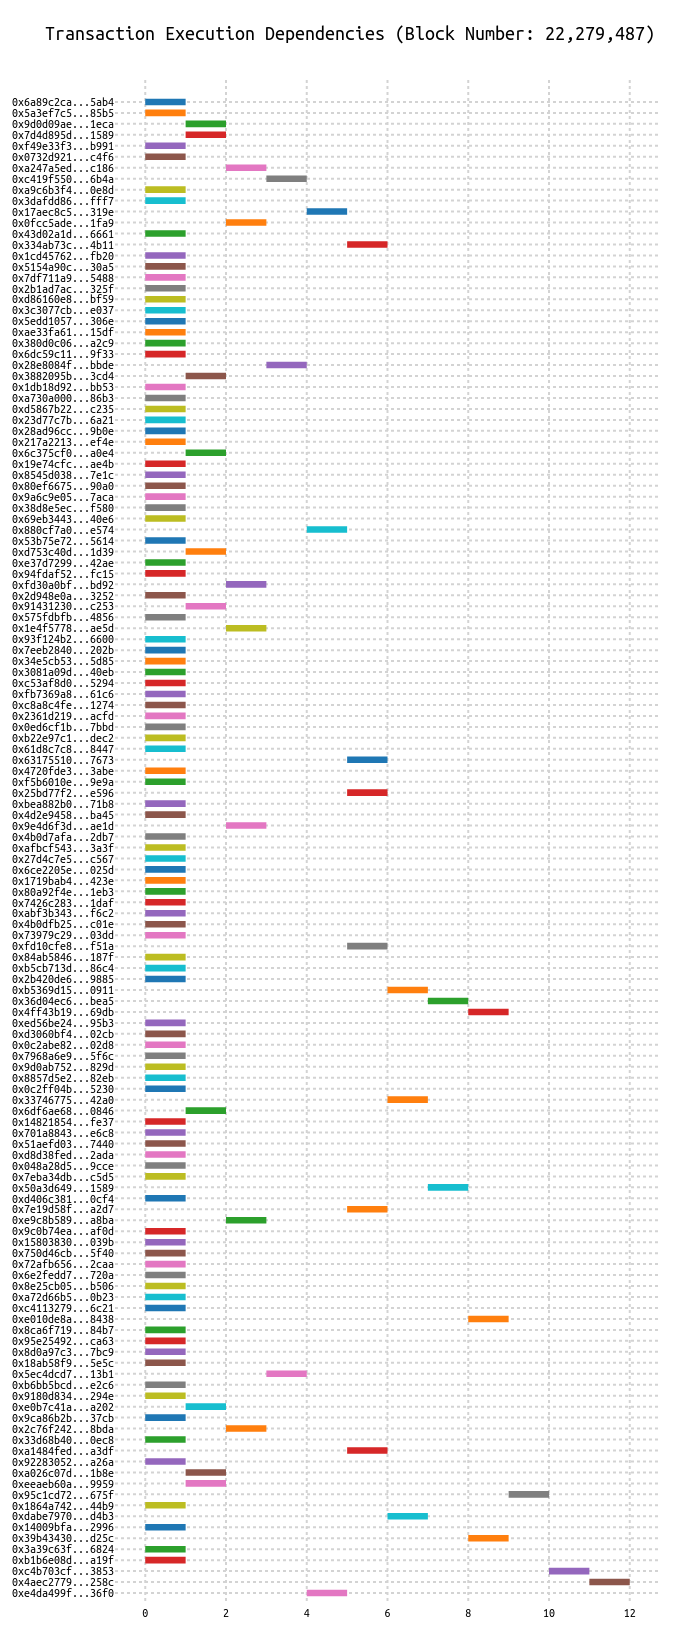 Transaction Execution Dependencies (Block Number: 22,279,487)
0x6a89c2ca...5ab4
0x5a3ef7c5...85b5
0x9d0d09ae...1eca
0x7d4d895d...1589
0xf49e33f3...b991
0x0732d921...c4f6
0xa247a5ed...c186
0xc419f550...6b4a
0xa9c6b3f4...0e8d
0x3dafdd86...fff7
0x17aec8c5...319e
0x0fcc5ade...1fa9
0x43d02a1d...6661
0x334ab73c...4b11
0x1cd45762...fb20
0x5154a90c...30a5
0x7df711a9...5488
0x2b1ad7ac...325f
0xd86160e8...bf59
0x3c3077cb...e037
0x5edd1057...306e
0xae33fa61...15df
0x380d0c06...a2c9
0x6dc59c11...9f33
0x28e8084f...bbde
0x3882095b...3cd4
0x1db18d92...bb53
0xa730a000...86b3
0xd5867b22...c235
0x23d77c7b...6a21
0x28ad96cc...9b0e
0x217a2213...ef4e
0x6c375cf0...a0e4
0x19e74cfc...ae4b
0x8545d038...7e1c
0x80ef6675...90a0
0x9a6c9e05...7aca
0x38d8e5ec...f580
0x69eb3443...40e6
0x880cf7a0...e574
0x53b75e72...5614
0xd753c40d...1d39
0xe37d7299...42ae
0x94fdaf52...fc15
0xfd30a0bf...bd92
0x2d948e0a...3252
0x91431230...c253
0x575fdbfb...4856
0x1e4f5778...ae5d
0x93f124b2...6600
0x7eeb2840...202b
0x34e5cb53...5d85
0x3081a09d...40eb
0xc53af8d0...5294
0xfb7369a8...61c6
0xc8a8c4fe...1274
0x2361d219...acfd
0x0ed6cf1b...7bbd
0xb22e97c1...dec2
0x61d8c7c8...8447
0x63175510...7673
0x4720fde3...3abe
0xf5b6010e...9e9a
0x25bd77f2...e596
0xbea882b0...71b8
0x4d2e9458...ba45
0x9e4d6f3d...ae1d
0x4b0d7afa...2db7
0xafbcf543...3a3f
0x27d4c7e5...c567
0x6ce2205e...025d
0x1719bab4...423e
0x80a92f4e...1eb3
0x7426c283...1daf
0xabf3b343...f6c2
0x4b0dfb25...c01e
0x73979c29...03dd
0xfd10cfe8...f51a
0x84ab5846...187f
0xb5cb713d...86c4
0x2b420de6...9885
0xb5369d15...0911
0x36d04ec6...bea5
0x4ff43b19...69db
0xed56be24...95b3
0xd3060bf4...02cb
0x0c2abe82...02d8
0x7968a6e9...5f6c
0x9d0ab752...829d
0x8857d5e2...82eb
0x0c2ff04b...5230
0x33746775...42a0
0x6df6ae68...0846
0x14821854...fe37
0x701a8843...e6c8
0x51aefd03...7440
0xd8d38fed...2ada
0x048a28d5...9cce
0x7eba34db...c5d5
0x50a3d649...1589
0xd406c381...0cf4
0x7e19d58f...a2d7
0xe9c8b589...a8ba
0x9c0b74ea...af0d
0x15803830...039b
0x750d46cb...5f40
0x72afb656...2caa
0x6e2fedd7...720a
0x8e25cb05...b506
0xa72d66b5...0b23
0xc4113279...6c21
0xe010de8a...8438
0x8ca6f719...84b7
0x95e25492...ca63
0x8d0a97c3...7bc9
0x18ab58f9...5e5c
0x5ec4dcd7...13b1
0xb6bb5bcd...e2c6
0x9180d834...294e
0xe0b7c41a...a202
0x9ca86b2b...37cb
0x2c76f242...8bda
0x33d68b40...0ec8
0xa1484fed...a3df
0x92283052...a26a
0xa026c07d...1b8e
0xeeaeb60a...9959
0x95c1cd72...675f
0x1864a742...44b9
0xdabe7970...d4b3
0x14009bfa...2996
0x39b43430...d25c
0x3a39c63f...6824
0xb1b6e08d...a19f
0xc4b703cf...3853
0x4aec2779...258c
0xe4da499f...36f0
0 2 4 6 8 10 12